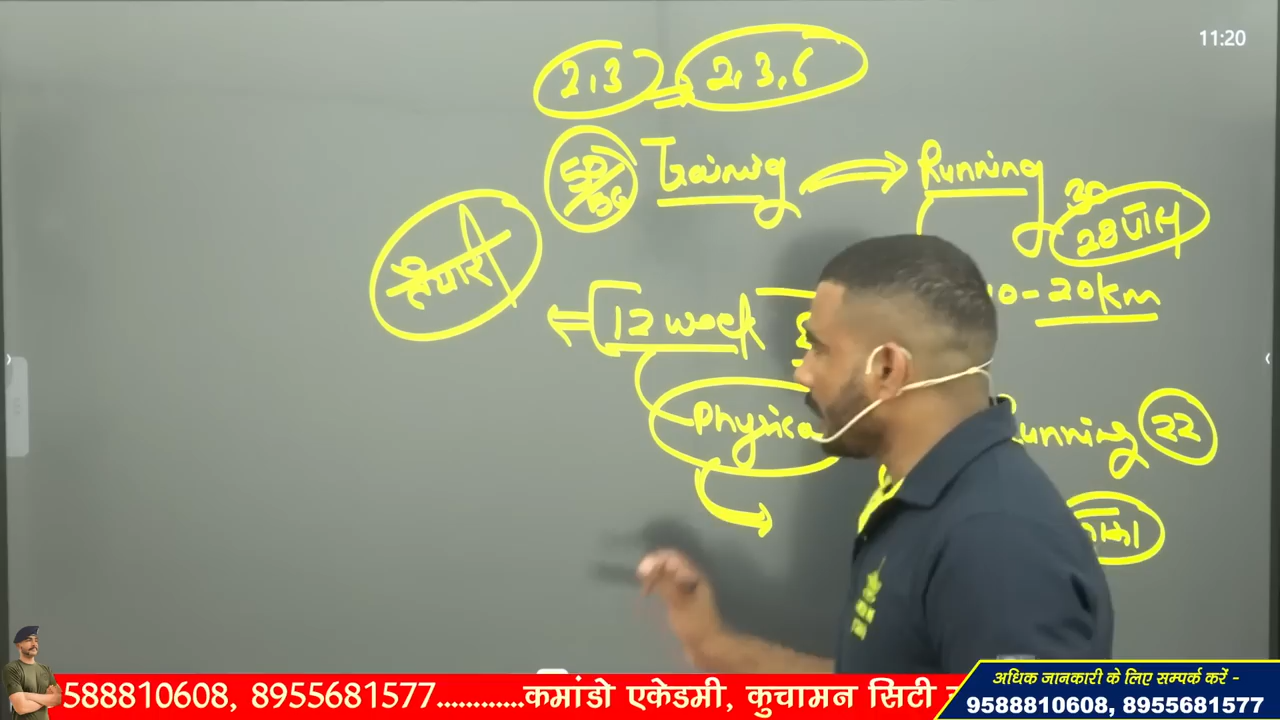 11:20
2,3 2,3,6
Training Running
30
28 पास
तैयारी
10-20km
12 week
Physica
Running 22
588810608, 8955681577............कमांडो एकेडमी, कुचामन सिटी
अधिक जानकारी के लिए सम्पर्क करें -
9588810608, 8955681577